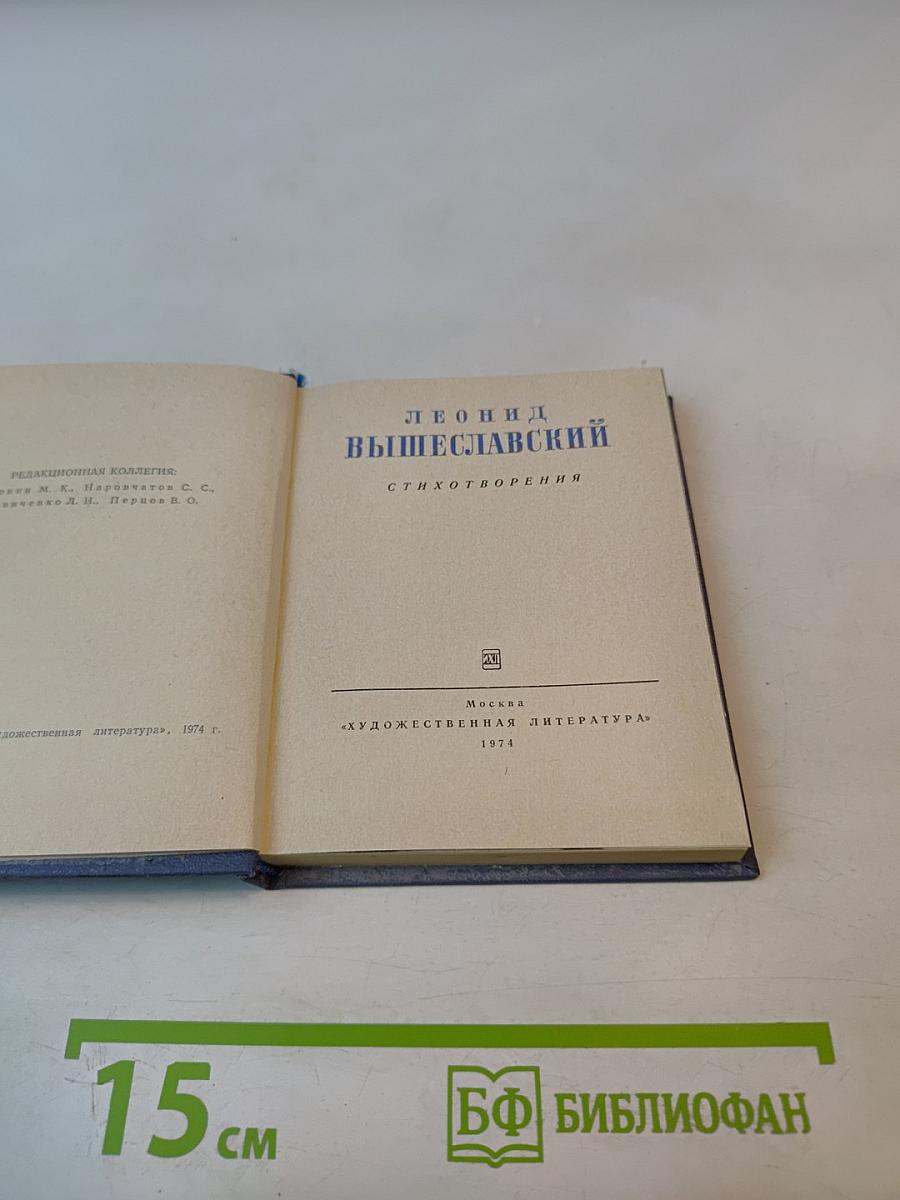 РЕДАКЦИОННАЯ КОЛЛЕГИЯ:
М. К., Наровчатов С. С.,
Л. Н., Перцов В. О.
литература», 1974 г.
ЛЕОНИД
ВЫШЕСЛАВСКИЙ
СТИХОТВОРЕНИЯ
Москва
«ХУДОЖЕСТВЕННАЯ ЛИТЕРАТУРА»
1974
15 см
БФ БИБЛИОФАН